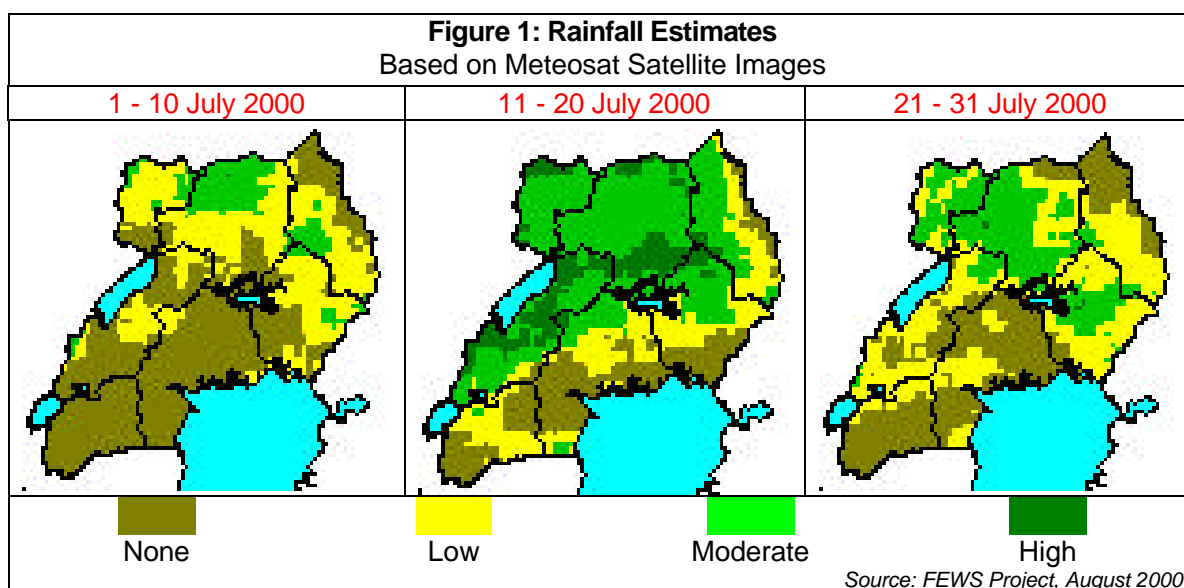 Figure 1: Rainfall Estimates
Based on Meteosat Satellite Images
1 - 10 July 2000
11 - 20 July 2000
21 - 31 July 2000
None
Low
Moderate
High
Source: FEWS Project, August 2000